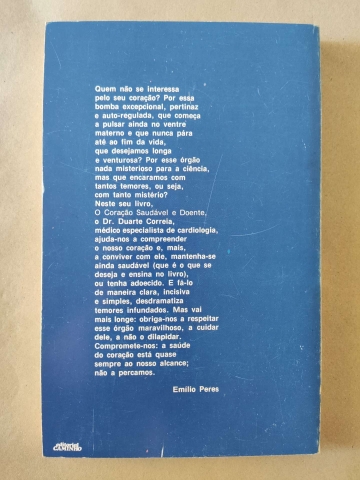 Quem não se interessa
pelo seu coração? Por essa
bomba excepcional, pertinaz
e auto-regulada, que começa
a pulsar ainda no ventre
materno e que nunca pára
até ao fim da vida,
que desejamos longa
e venturosa? Por esse órgão
nada misterioso para a ciência,
mas que encaramos com
tantos temores, ou seja,
com tanto mistério?
Neste seu livro,
O Coração Saudável e Doente,
o Dr. Duarte Correia,
médico especialista de cardiologia,
ajuda-nos a compreender
o nosso coração e, mais,
a conviver com ele, mantenha-se
ainda saudável (que é o que se
deseja e ensina no livro),
ou tenha adoecido. E fá-lo
de maneira clara, incisiva
e simples, desdramatiza
temores infundados. Mas vai
mais longe: obriga-nos a respeitar
esse órgão maravilhoso, a cuidar
dele, a não o dilapidar.
Compromete-nos: a saúde
do coração está quase
sempre ao nosso alcance;
não a percamos.
Emílio Peres
editorial
CAMINHO